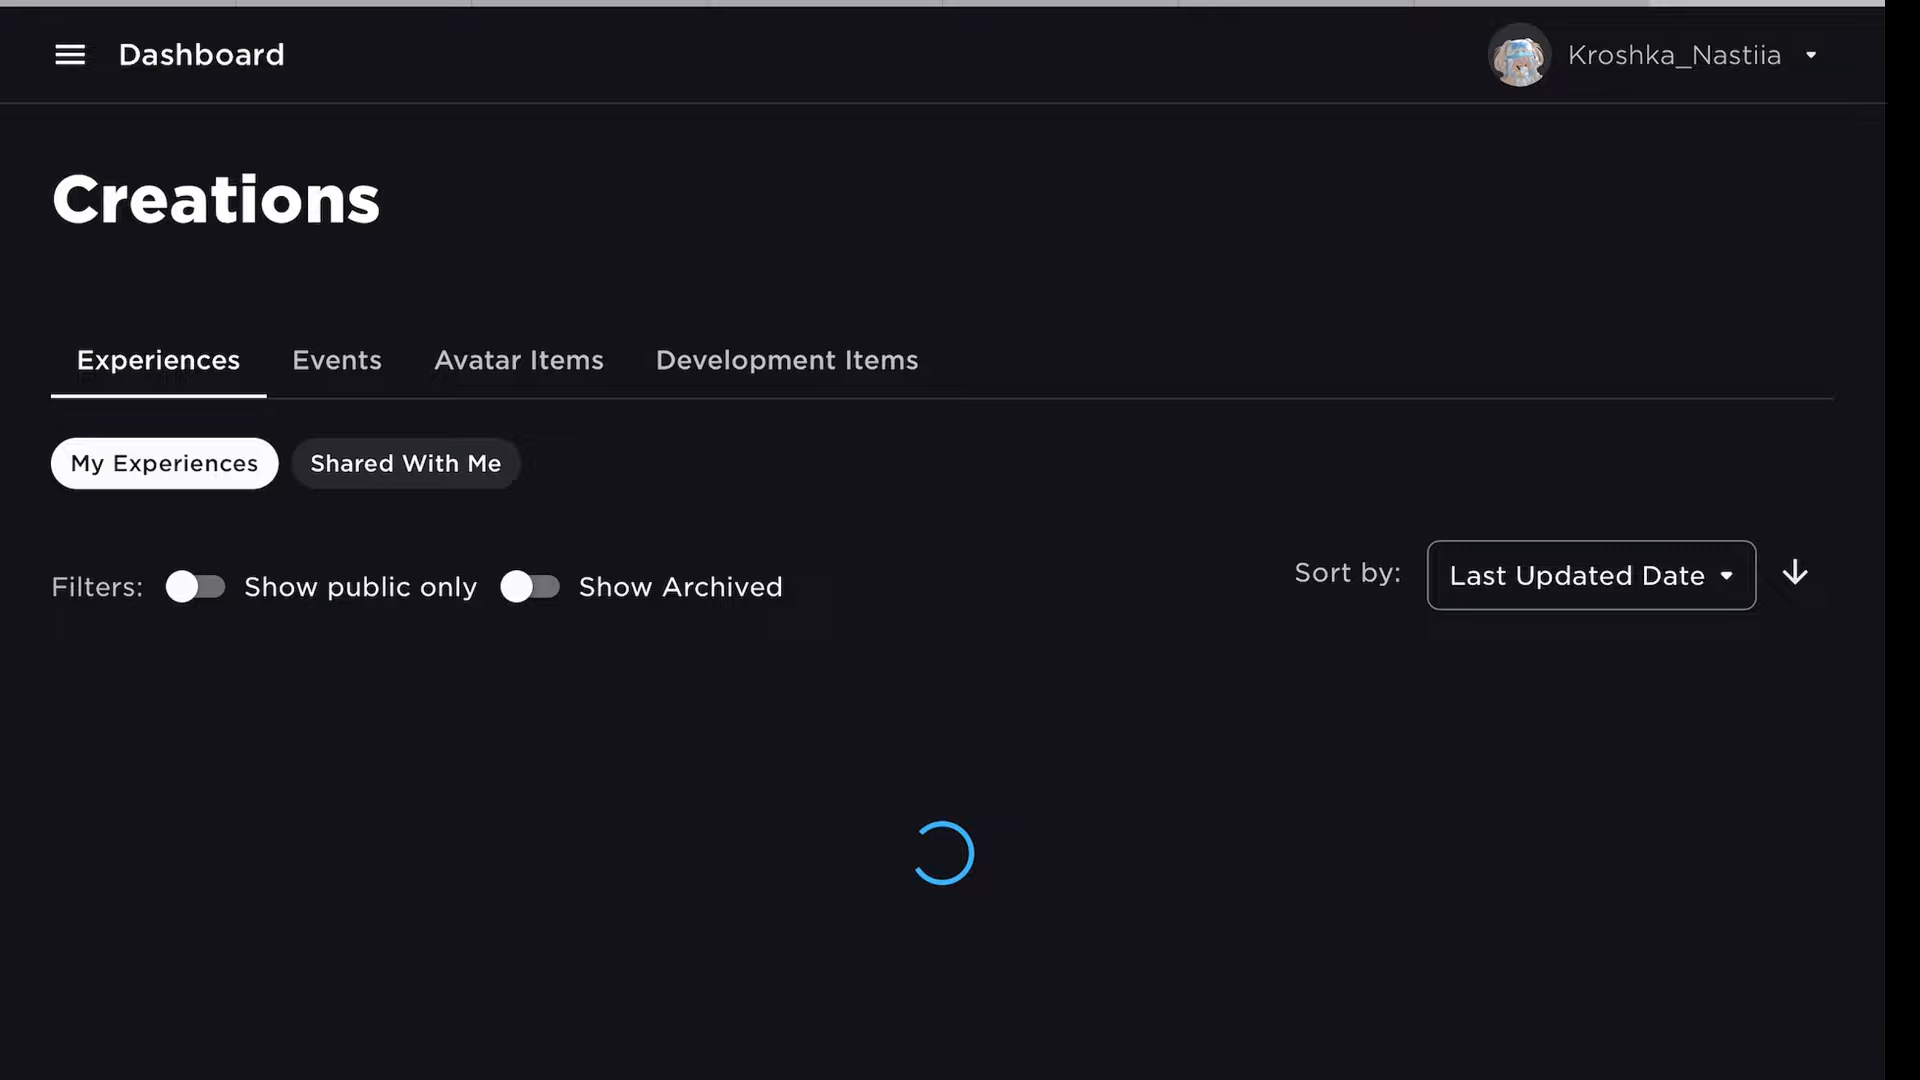 Dashboard
Kroshka_Nastiia
Creations
Experiences Events Avatar Items Development Items
My Experiences Shared With Me
Filters: Show public only Show Archived
Sort by: Last Updated Date